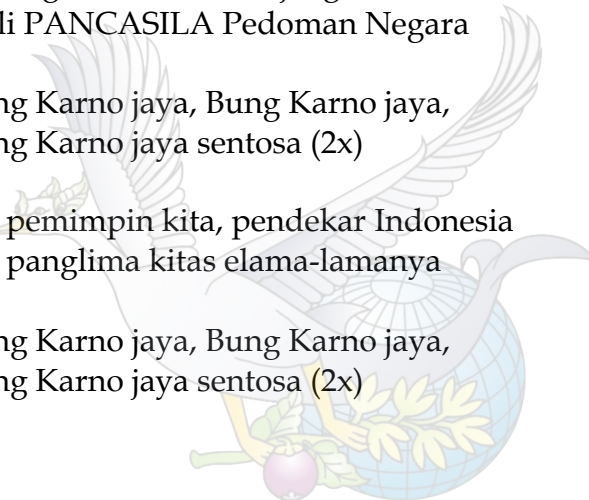 li PANCASILA Pedoman Negara
ng Karno jaya, Bung Karno jaya,
ng Karno jaya sentosa (2x)
pemimpin kita, pendekar Indonesia
panglima kitas elama-lamanya
ng Karno jaya, Bung Karno jaya,
ng Karno jaya sentosa (2x)